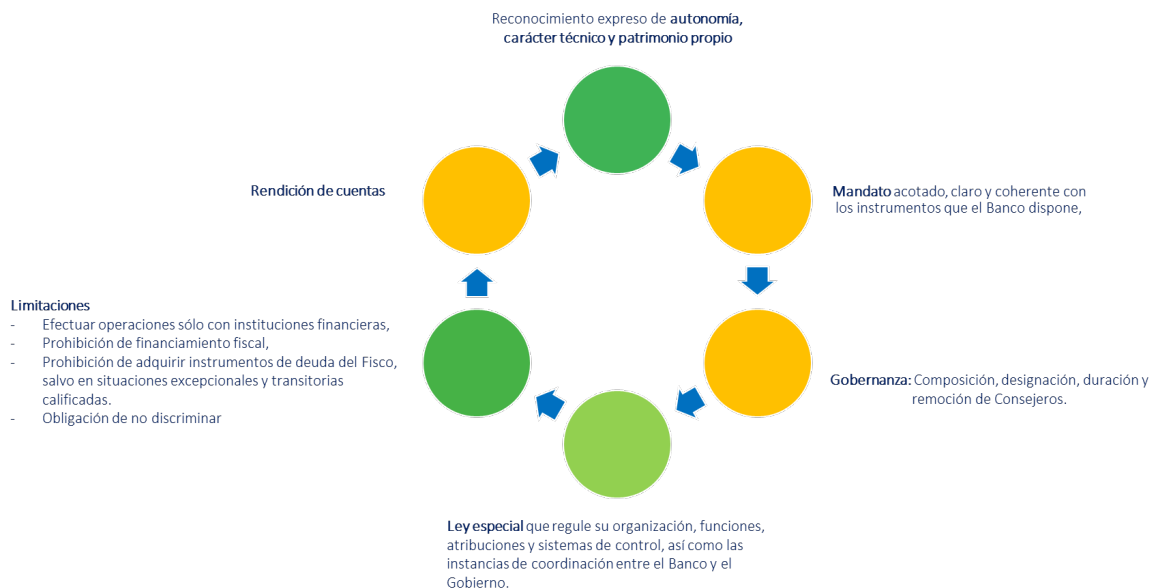 Reconocimiento expreso de autonomía,
carácter técnico y patrimonio propio
Mandato acotado, claro y coherente con
los instrumentos que el Banco dispone,
Gobernanza: Composición, designación, duración y
remoción de Consejeros.
Ley especial que regule su organización, funciones,
atribuciones y sistemas de control, así como las
instancias de coordinación entre el Banco y el
Gobierno.
Limitaciones
- Efectuar operaciones sólo con instituciones financieras,
- Prohibición de financiamiento fiscal,
- Prohibición de adquirir instrumentos de deuda del Fisco,
salvo en situaciones excepcionales y transitorias
calificadas.
- Obligación de no discriminar
Rendición de cuentas